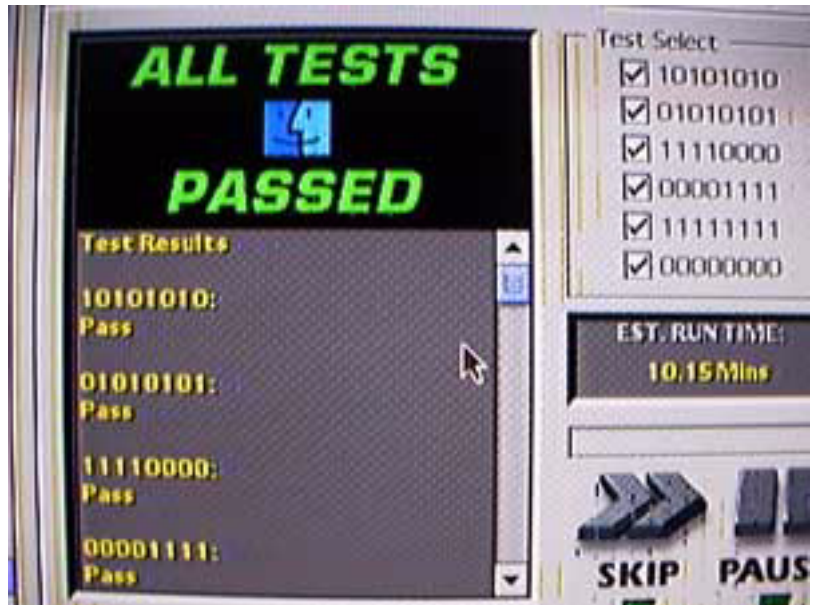 ALL TESTS
PASSED
Test Results
10101010:
Pass
01010101:
Pass
11110000:
Pass
00001111:
Pass
Test Select
10101010
01010101
11110000
00001111
11111111
00000000
EST. RUN TIME:
10.15 Mins
SKIP
PAUS